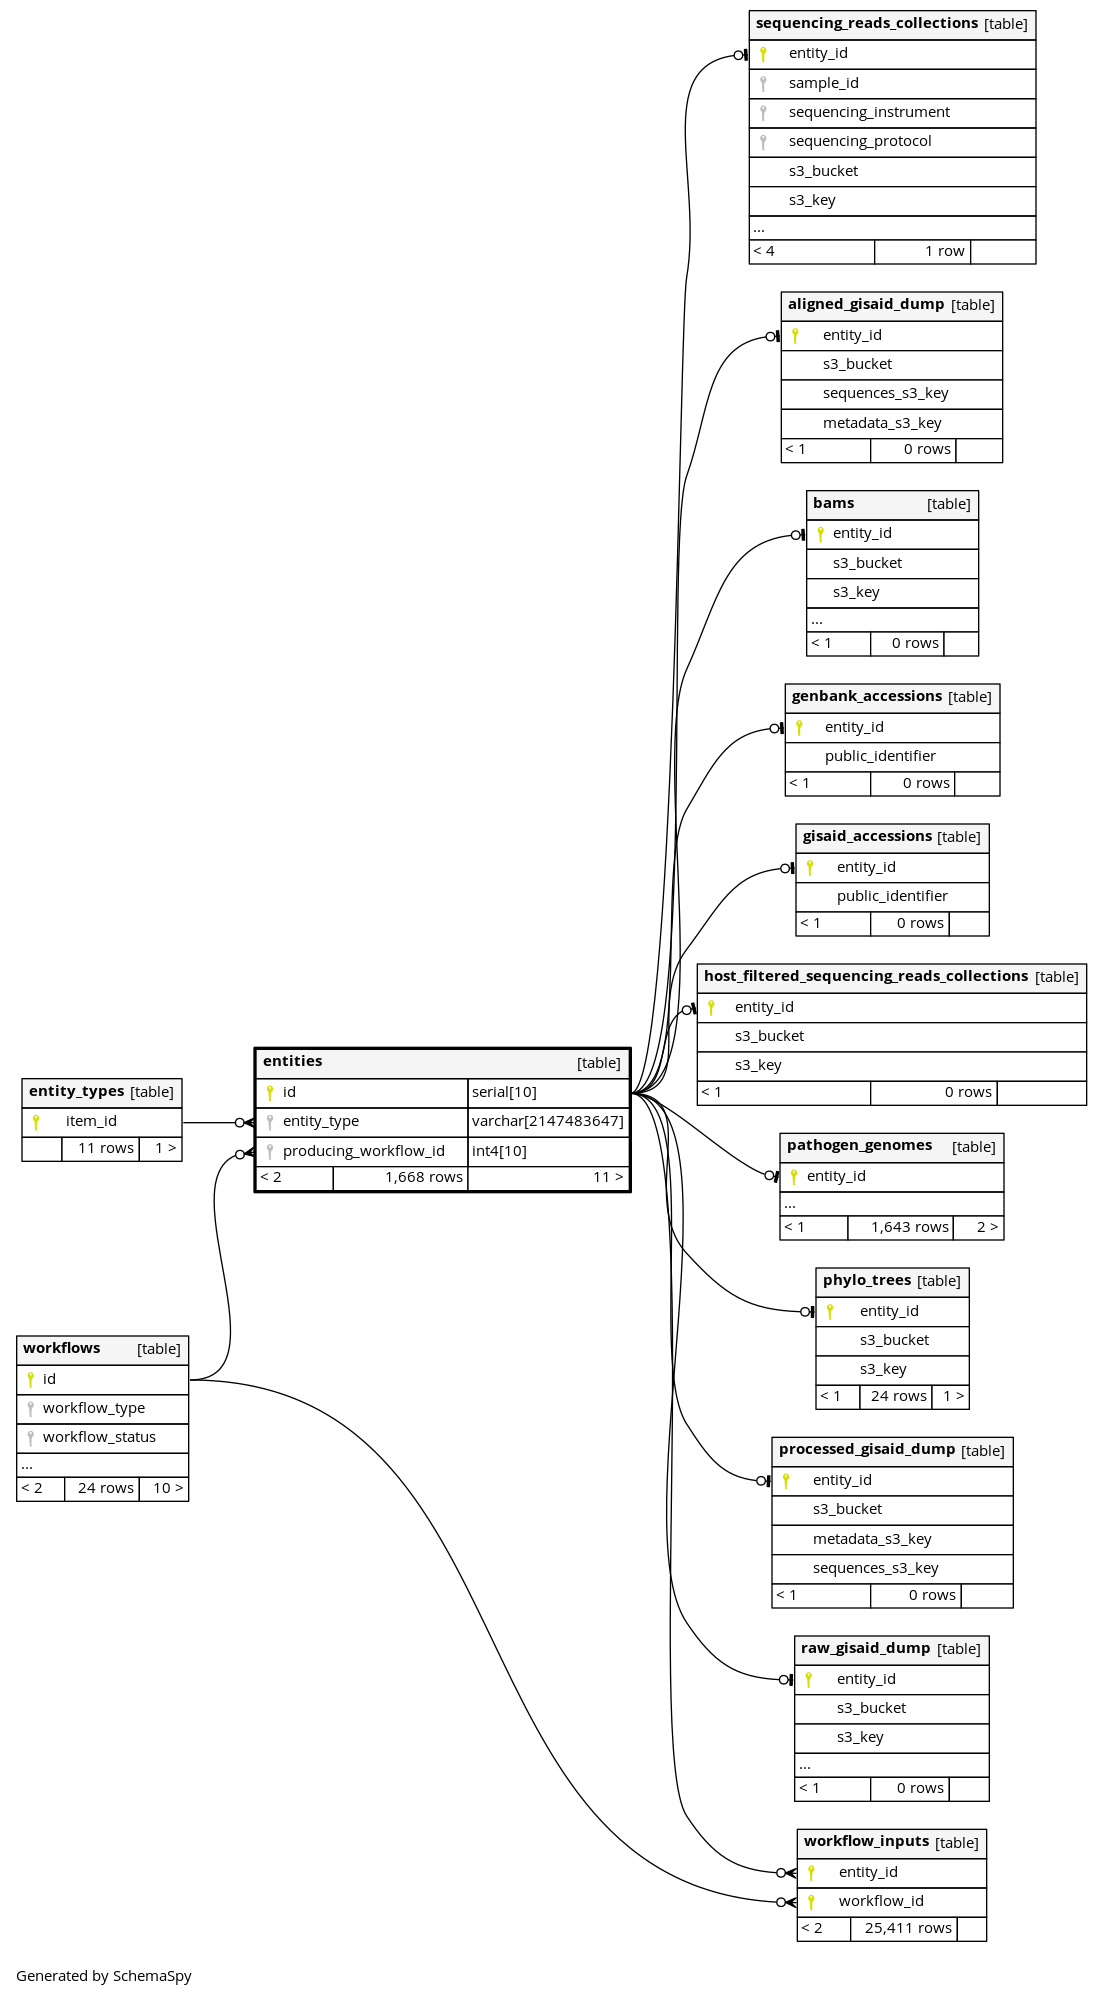 sequencing_reads_collections [table]
entity_id
sample_id
sequencing_instrument
sequencing_protocol
s3_bucket
s3_key
...
< 4 1 row
aligned_gisaid_dump [table]
entity_id
s3_bucket
sequences_s3_key
metadata_s3_key
< 1 0 rows
bams [table]
entity_id
s3_bucket
s3_key
...
< 1 0 rows
genbank_accessions [table]
entity_id
public_identifier
< 1 0 rows
gisaid_accessions [table]
entity_id
public_identifier
< 1 0 rows
host_filtered_sequencing_reads_collections [table]
entity_id
s3_bucket
s3_key
< 1 0 rows
entities [table]
id serial[10]
entity_type varchar[2147483647]
producing_workflow_id int4[10]
< 2 1,668 rows 11 >
entity_types [table]
item_id
11 rows 1 >
pathogen_genomes [table]
entity_id
...
< 1 1,643 rows 2 >
phylo_trees [table]
entity_id
s3_bucket
s3_key
< 1 24 rows 1 >
workflows [table]
id
workflow_type
workflow_status
...
< 2 24 rows 10 >
processed_gisaid_dump [table]
entity_id
s3_bucket
metadata_s3_key
sequences_s3_key
< 1 0 rows
raw_gisaid_dump [table]
entity_id
s3_bucket
s3_key
...
< 1 0 rows
workflow_inputs [table]
entity_id
workflow_id
< 2 25,411 rows
Generated by SchemaSpy